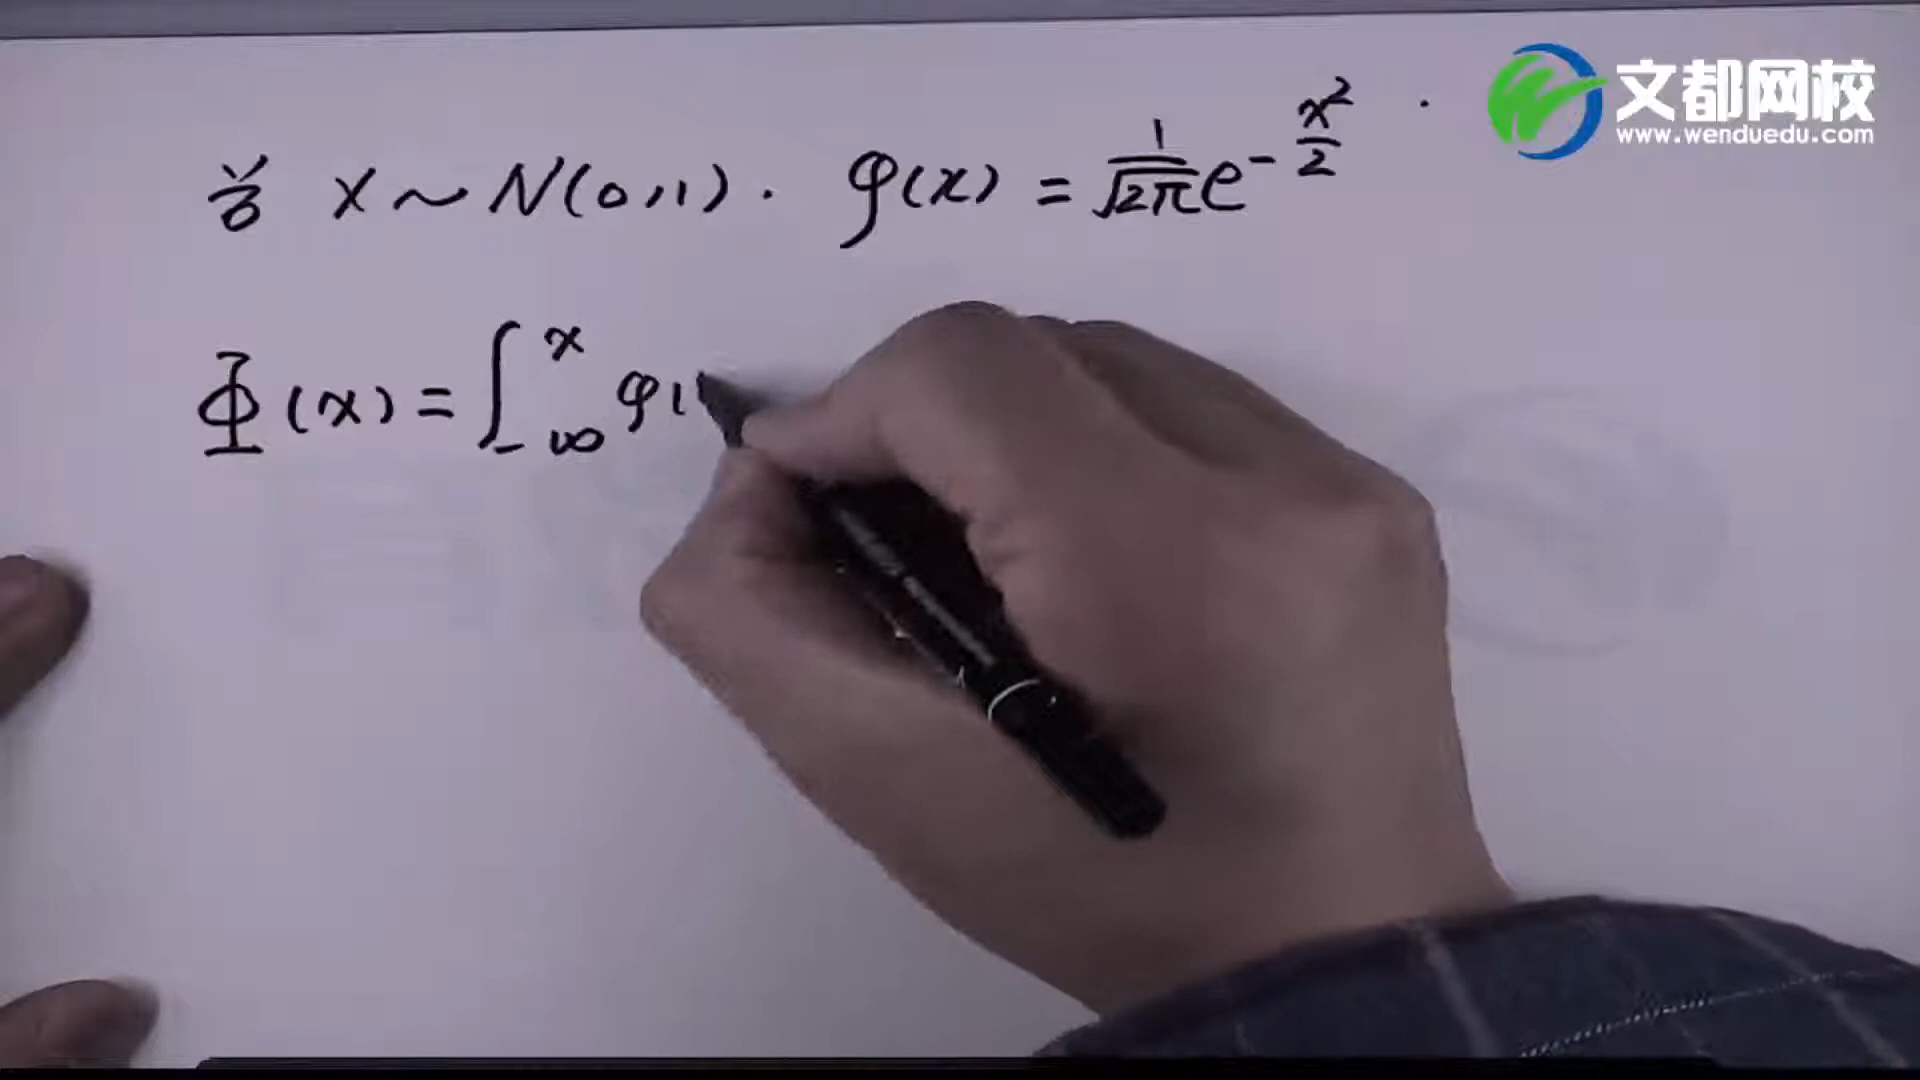 若 X ~ N(0,1). φ(x) = 1/√2π e^-x²/2.
文都网校
www.wenduedu.com
Φ(x) = ∫_-∞^x φ(